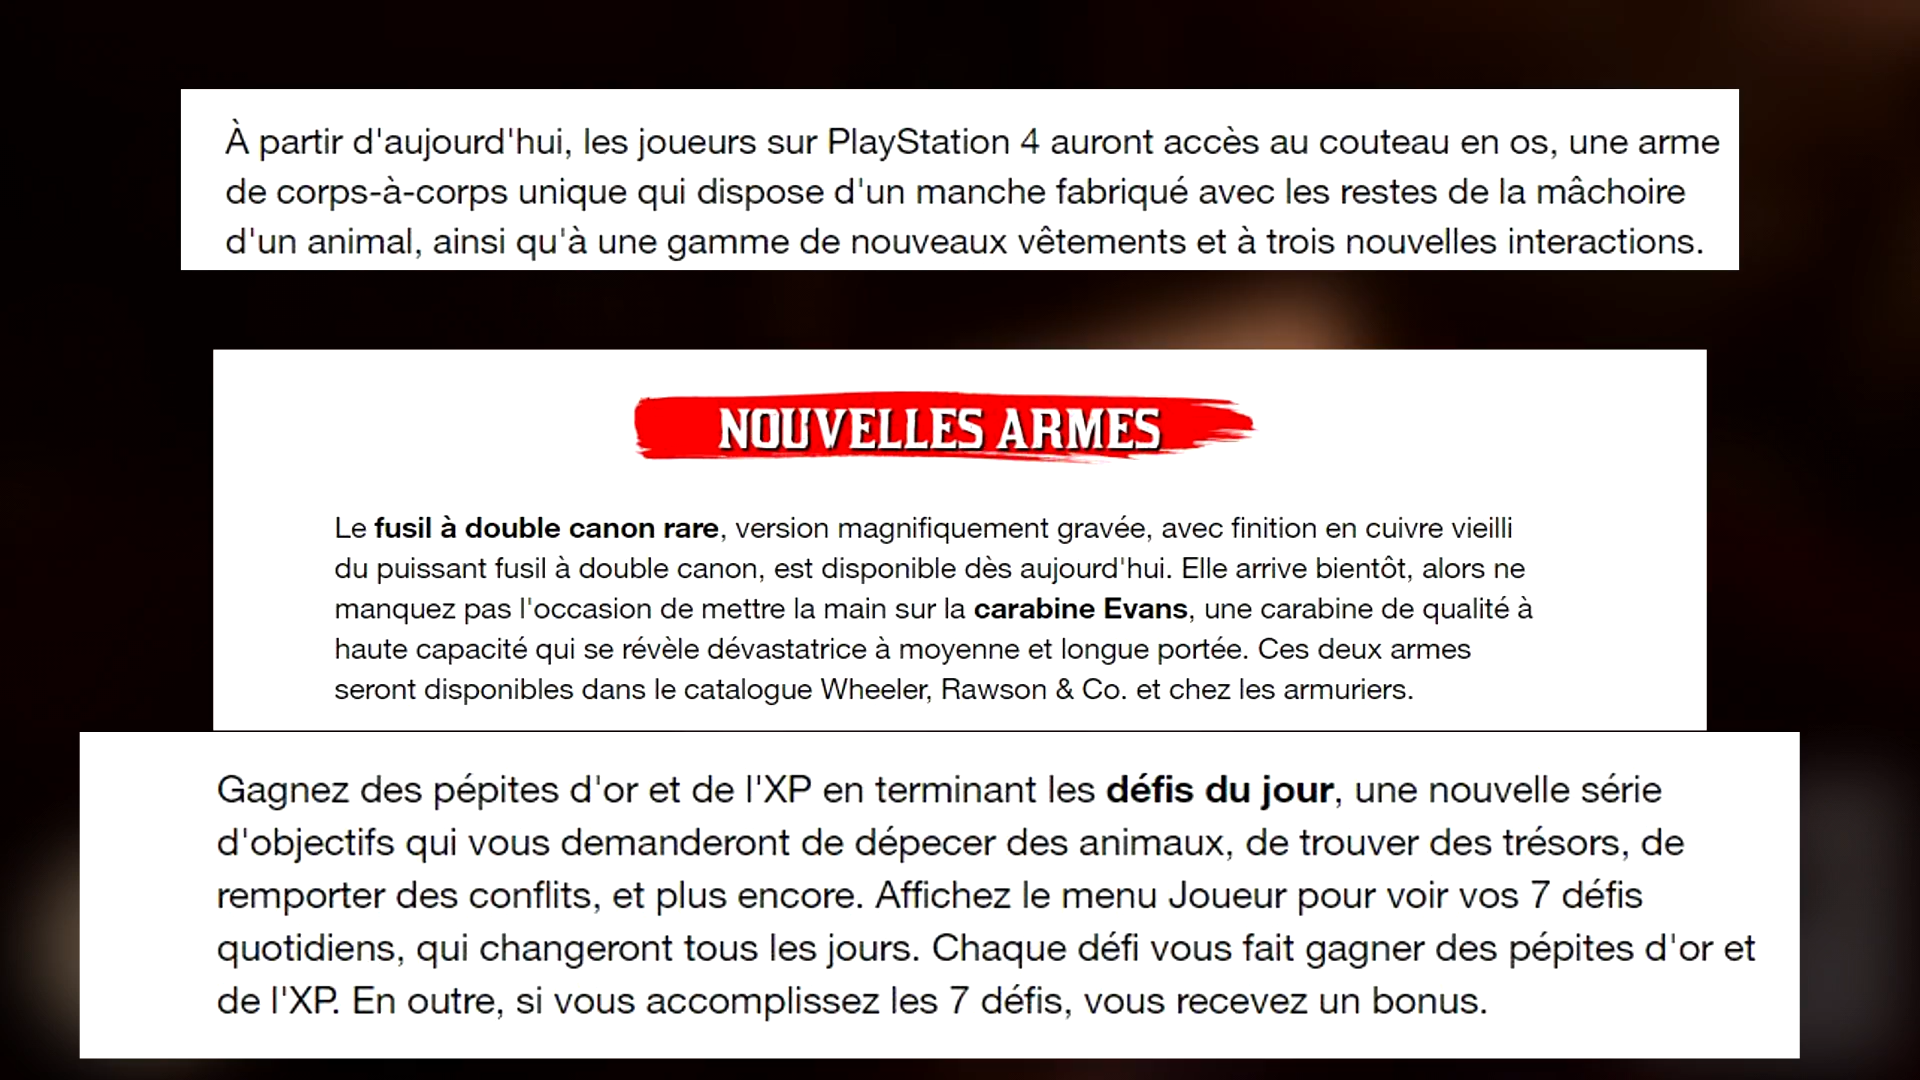 À partir d'aujourd'hui, les joueurs sur PlayStation 4 auront accès au couteau en os, une arme
de corps-à-corps unique qui dispose d'un manche fabriqué avec les restes de la mâchoire
d'un animal, ainsi qu'à une gamme de nouveaux vêtements et à trois nouvelles interactions.
NOUVELLES ARMES
Le fusil à double canon rare, version magnifiquement gravée, avec finition en cuivre vieilli
du puissant fusil à double canon, est disponible dès aujourd'hui. Elle arrive bientôt, alors ne
manquez pas l'occasion de mettre la main sur la carabine Evans, une carabine de qualité à
haute capacité qui se révèle dévastatrice à moyenne et longue portée. Ces deux armes
seront disponibles dans le catalogue Wheeler, Rawson & Co. et chez les armuriers.
Gagnez des pépites d'or et de l'XP en terminant les défis du jour, une nouvelle série
d'objectifs qui vous demanderont de dépecer des animaux, de trouver des trésors, de
remporter des conflits, et plus encore. Affichez le menu Joueur pour voir vos 7 défis
quotidiens, qui changeront tous les jours. Chaque défi vous fait gagner des pépites d'or et
de l'XP. En outre, si vous accomplissez les 7 défis, vous recevez un bonus.